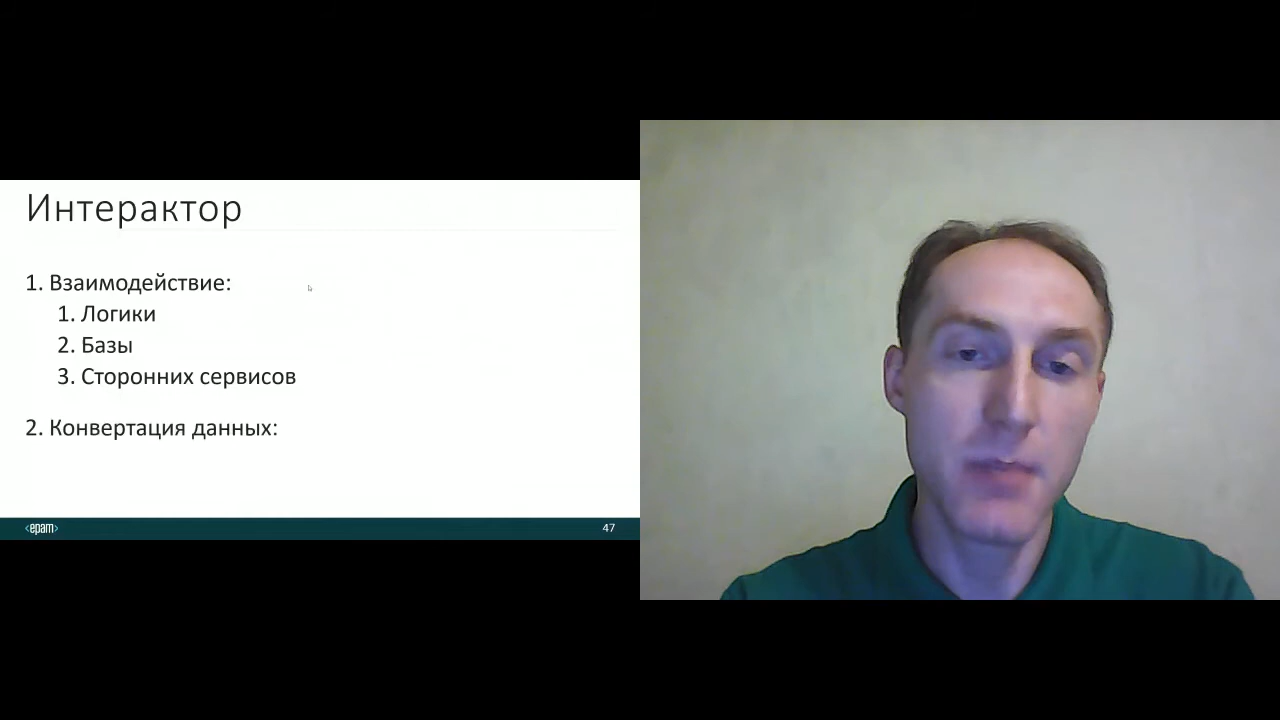 Интерактор
1. Взаимодействие:
1. Логики
2. Базы
3. Сторонних сервисов
2. Конвертация данных:
<epam>
47